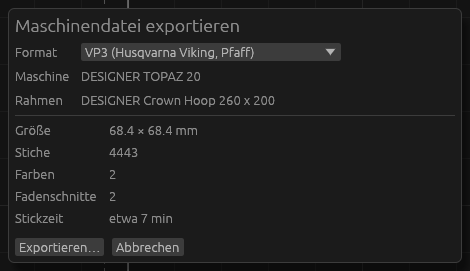 Maschinendatei exportieren
Format VP3 (Husqvarna Viking, Pfaff)
Maschine DESIGNER TOPAZ 20
Rahmen DESIGNER Crown Hoop 260 x 200
Größe 68.4 × 68.4 mm
Stiche 4443
Farben 2
Fadenschnitte 2
Stickzeit etwa 7 min
Exportieren... Abbrechen